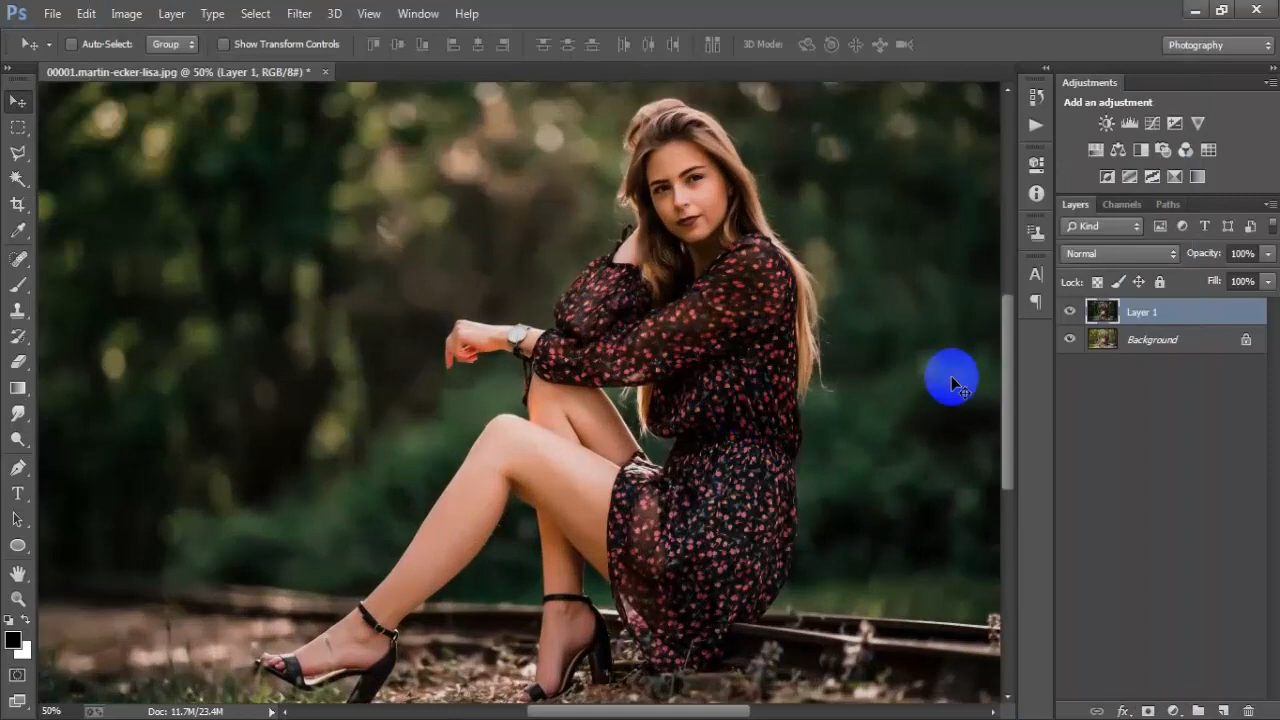 Ps File Edit Image Layer Type Select Filter 3D View Window Help
Auto-Select: Group Show Transform Controls 3D Mode: Photography
00001.martin-ecker-lisa.jpg @ 50% (Layer 1, RGB/8#) * ×
Adjustments
Add an adjustment
Layers Channels Paths
Kind
Normal Opacity: 100%
Lock: Fill: 100%
Layer 1
Background
50% Doc: 11.7M/23.4M